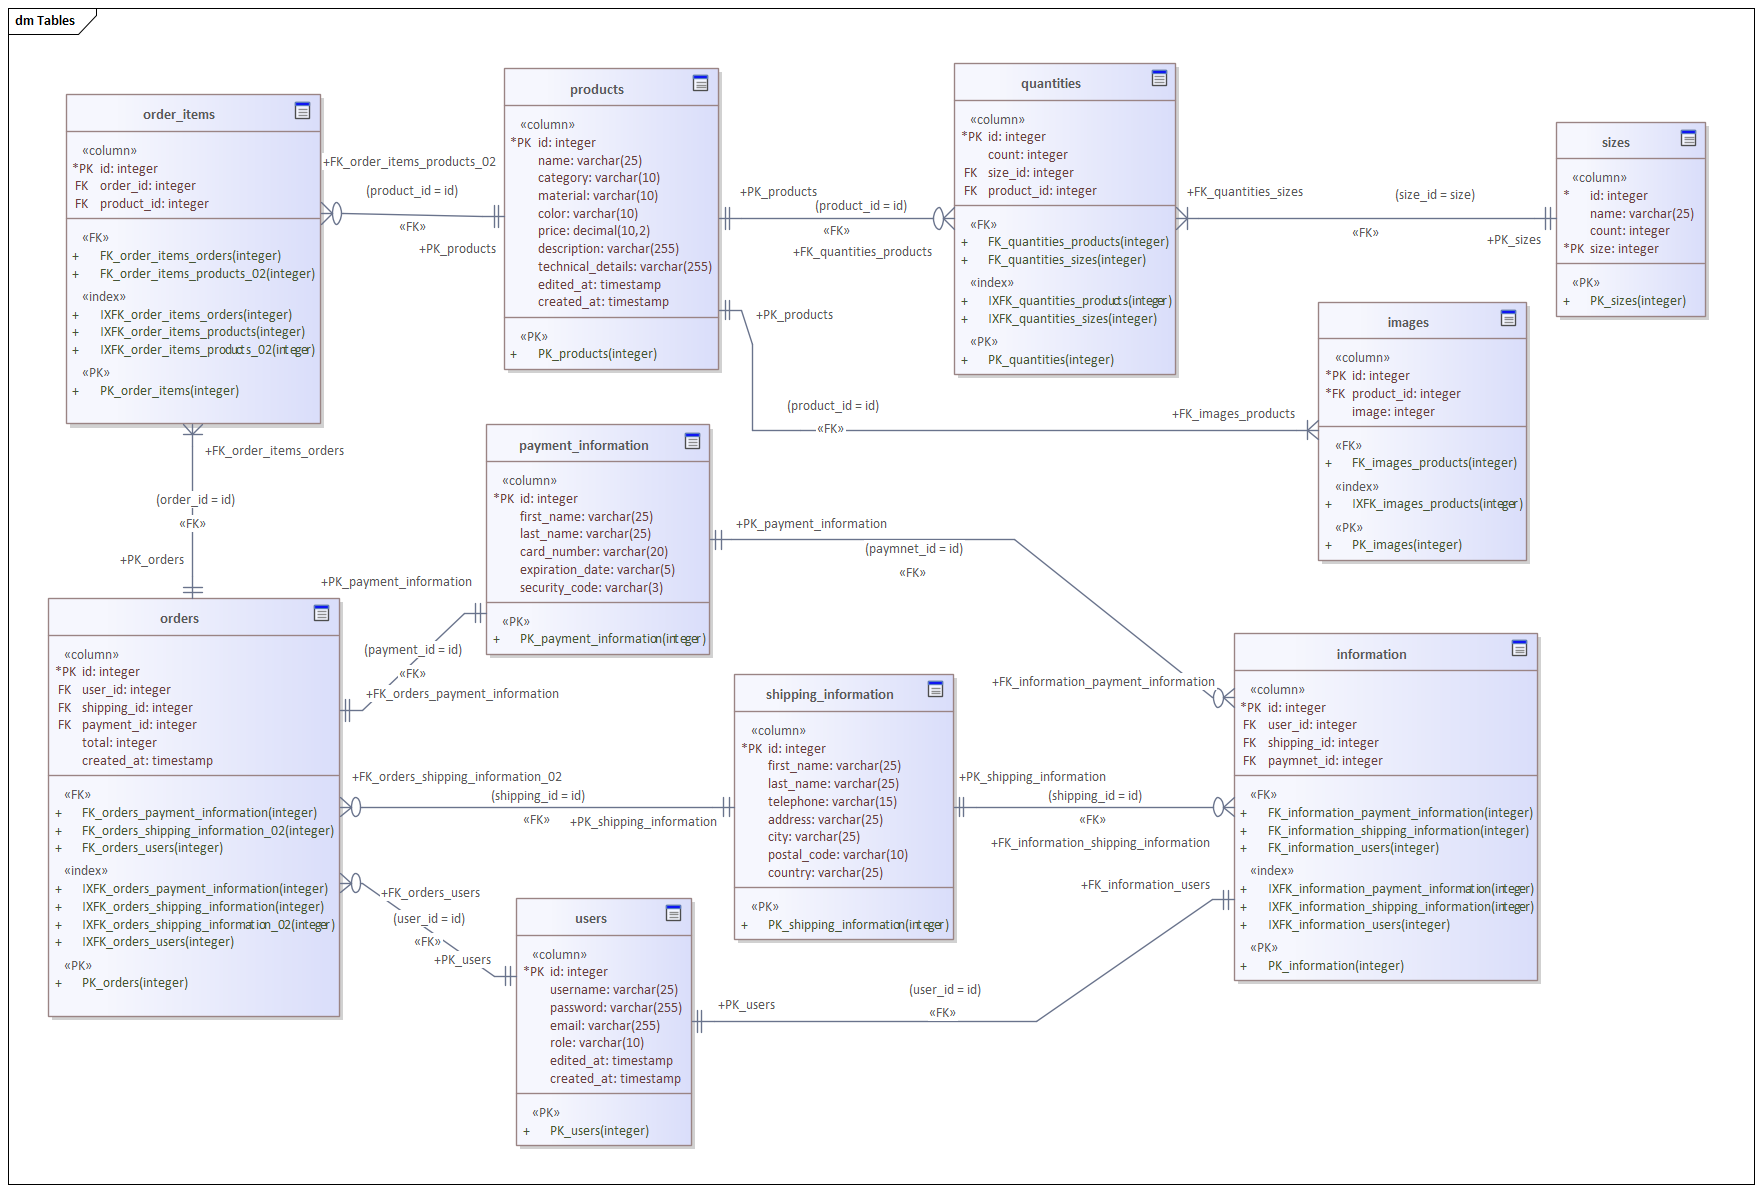 dm Tables
order_items
«column»
*PK id: integer
FK order_id: integer
FK product_id: integer
«FK»
+ FK_order_items_orders(integer)
+ FK_order_items_products_02(integer)
«index»
+ IXFK_order_items_orders(integer)
+ IXFK_order_items_products(integer)
+ IXFK_order_items_products_02(integer)
«PK»
+ PK_order_items(integer)
+FK_order_items_products_02
(product_id = id)
«FK»
+PK_products
products
«column»
*PK id: integer
name: varchar(25)
category: varchar(10)
material: varchar(10)
color: varchar(10)
price: decimal(10,2)
description: varchar(255)
technical_details: varchar(255)
edited_at: timestamp
created_at: timestamp
«PK»
+ PK_products(integer)
+PK_products
(product_id = id)
«FK»
+FK_quantities_products
quantities
«column»
*PK id: integer
count: integer
FK size_id: integer
FK product_id: integer
«FK»
+ FK_quantities_products(integer)
+ FK_quantities_sizes(integer)
«index»
+ IXFK_quantities_products(integer)
+ IXFK_quantities_sizes(integer)
«PK»
+ PK_quantities(integer)
+FK_quantities_sizes
(size_id = size)
«FK»
+PK_sizes
sizes
«column»
* id: integer
name: varchar(25)
count: integer
*PK size: integer
«PK»
+ PK_sizes(integer)
+PK_products
(product_id = id)
«FK»
+FK_images_products
images
«column»
*PK id: integer
*FK product_id: integer
image: integer
«FK»
+ FK_images_products(integer)
«index»
+ IXFK_images_products(integer)
«PK»
+ PK_images(integer)
+FK_order_items_orders
(order_id = id)
«FK»
+PK_orders
payment_information
«column»
*PK id: integer
first_name: varchar(25)
last_name: varchar(25)
card_number: varchar(20)
expiration_date: varchar(5)
security_code: varchar(3)
«PK»
+ PK_payment_information(integer)
+PK_payment_information
(paymnet_id = id)
«FK»
+FK_information_payment_information
+PK_payment_information
(payment_id = id)
«FK»
+FK_orders_payment_information
orders
«column»
*PK id: integer
FK user_id: integer
FK shipping_id: integer
FK payment_id: integer
total: integer
created_at: timestamp
«FK»
+ FK_orders_payment_information(integer)
+ FK_orders_shipping_information_02(integer)
+ FK_orders_users(integer)
«index»
+ IXFK_orders_payment_information(integer)
+ IXFK_orders_shipping_information(integer)
+ IXFK_orders_shipping_information_02(integer)
+ IXFK_orders_users(integer)
«PK»
+ PK_orders(integer)
+FK_orders_shipping_information_02
(shipping_id = id)
«FK»
+PK_shipping_information
shipping_information
«column»
*PK id: integer
first_name: varchar(25)
last_name: varchar(25)
telephone: varchar(15)
address: varchar(25)
city: varchar(25)
postal_code: varchar(10)
country: varchar(25)
«PK»
+ PK_shipping_information(integer)
+PK_shipping_information
(shipping_id = id)
«FK»
+FK_information_shipping_information
information
«column»
*PK id: integer
FK user_id: integer
FK shipping_id: integer
FK paymnet_id: integer
«FK»
+ FK_information_payment_information(integer)
+ FK_information_shipping_information(integer)
+ FK_information_users(integer)
«index»
+ IXFK_information_payment_information(integer)
+ IXFK_information_shipping_information(integer)
+ IXFK_information_users(integer)
«PK»
+ PK_information(integer)
+FK_orders_users
(user_id = id)
«FK»
+PK_users
users
«column»
*PK id: integer
username: varchar(25)
password: varchar(255)
email: varchar(255)
role: varchar(10)
edited_at: timestamp
created_at: timestamp
«PK»
+ PK_users(integer)
+FK_information_users
(user_id = id)
+PK_users
«FK»